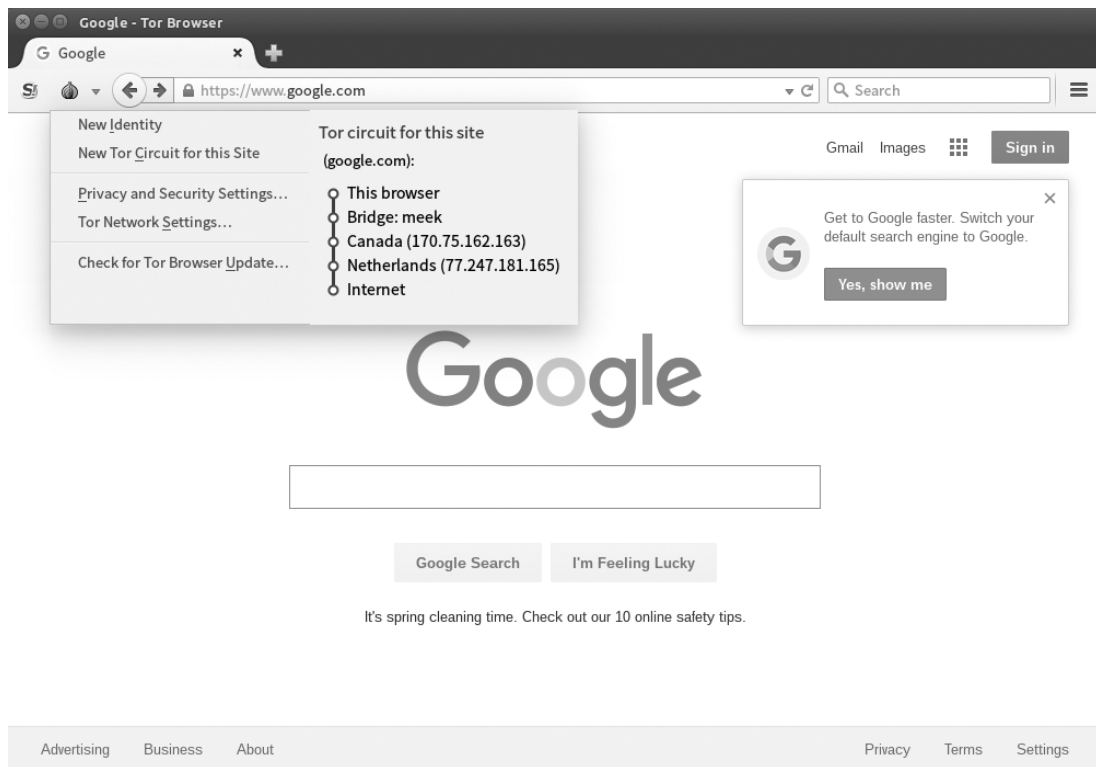 Google - Tor Browser
Google
https://www.google.com
Search
New Identity
New Tor Circuit for this Site
Privacy and Security Settings...
Tor Network Settings...
Check for Tor Browser Update...
Tor circuit for this site
(google.com):
This browser
Bridge: meek
Canada (170.75.162.163)
Netherlands (77.247.181.165)
Internet
Gmail Images Sign in
Get to Google faster. Switch your
default search engine to Google.
Yes, show me
Google
Google Search I'm Feeling Lucky
It's spring cleaning time. Check out our 10 online safety tips.
Advertising Business About Privacy Terms Settings